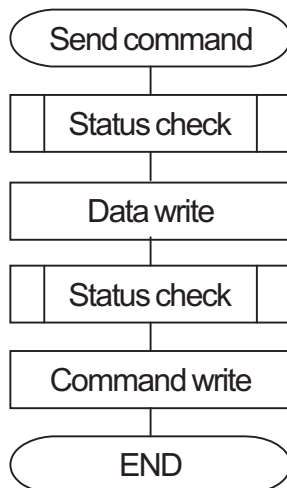 Send command
Status check
Data write
Status check
Command write
END